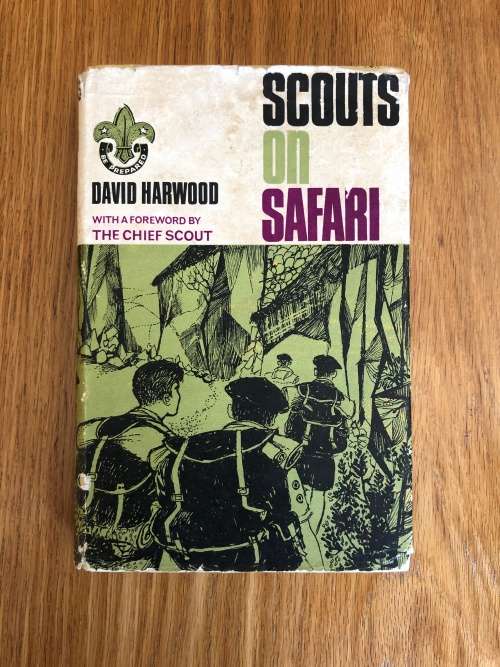 SCOUTS
on
SAFARI
BE PREPARED
DAVID HARWOOD
WITH A FOREWORD BY
THE CHIEF SCOUT